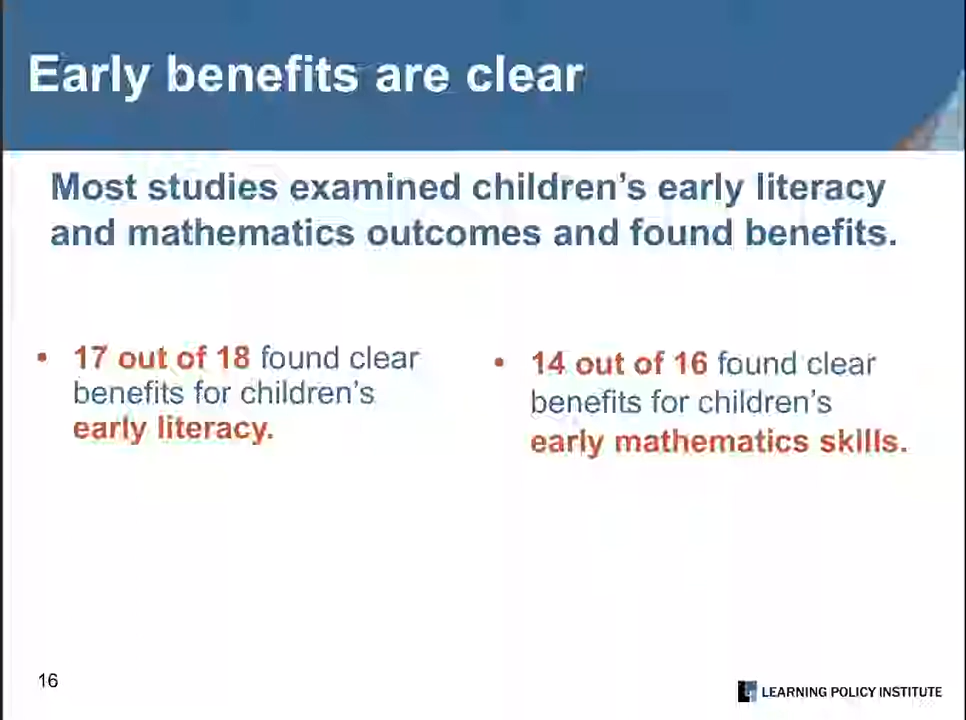 Early benefits are clear
Most studies examined children's early literacy
and mathematics outcomes and found benefits.
• 17 out of 18 found clear
benefits for children's
early literacy.
• 14 out of 16 found clear
benefits for children's
early mathematics skills.
16
LEARNING POLICY INSTITUTE